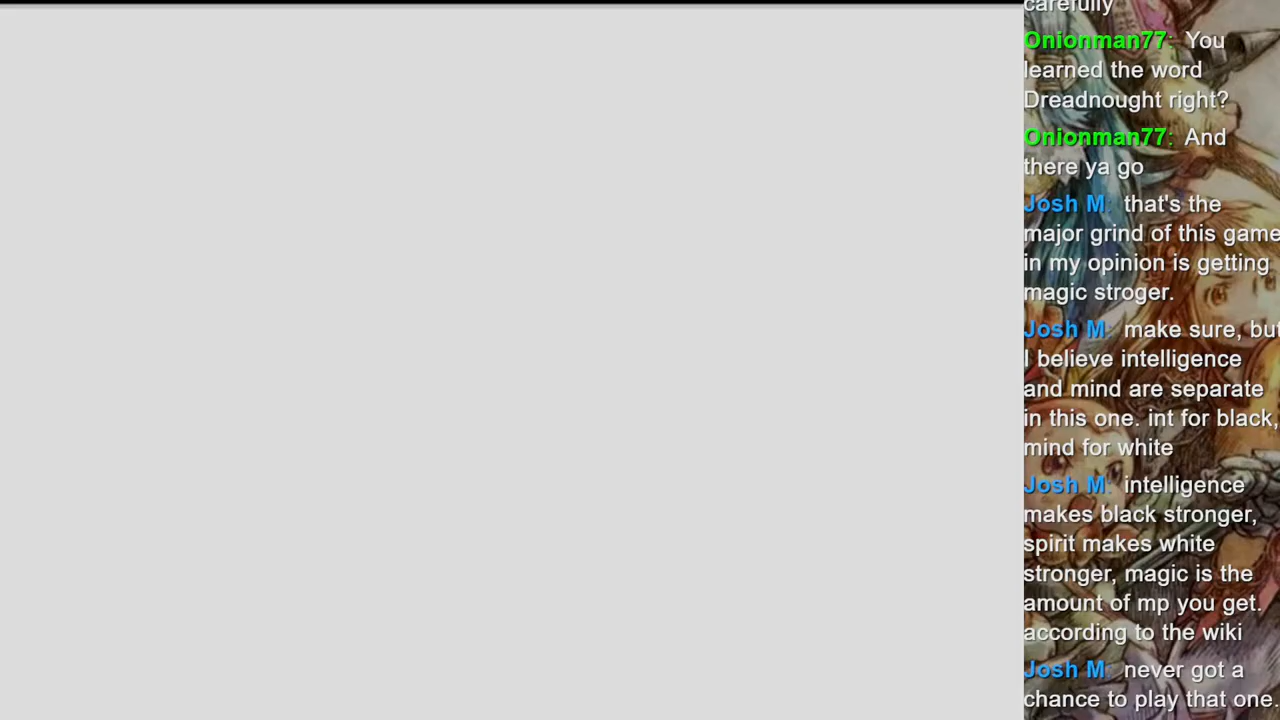 carefully
Onionman77: You
learned the word
Dreadnought right?
Onionman77: And
there ya go
Josh M: that's the
major grind of this game
in my opinion is getting
magic stroger.
Josh M: make sure, but
I believe intelligence
and mind are separate
in this one. int for black,
mind for white
Josh M: intelligence
makes black stronger,
spirit makes white
stronger, magic is the
amount of mp you get.
according to the wiki
Josh M: never got a
chance to play that one.